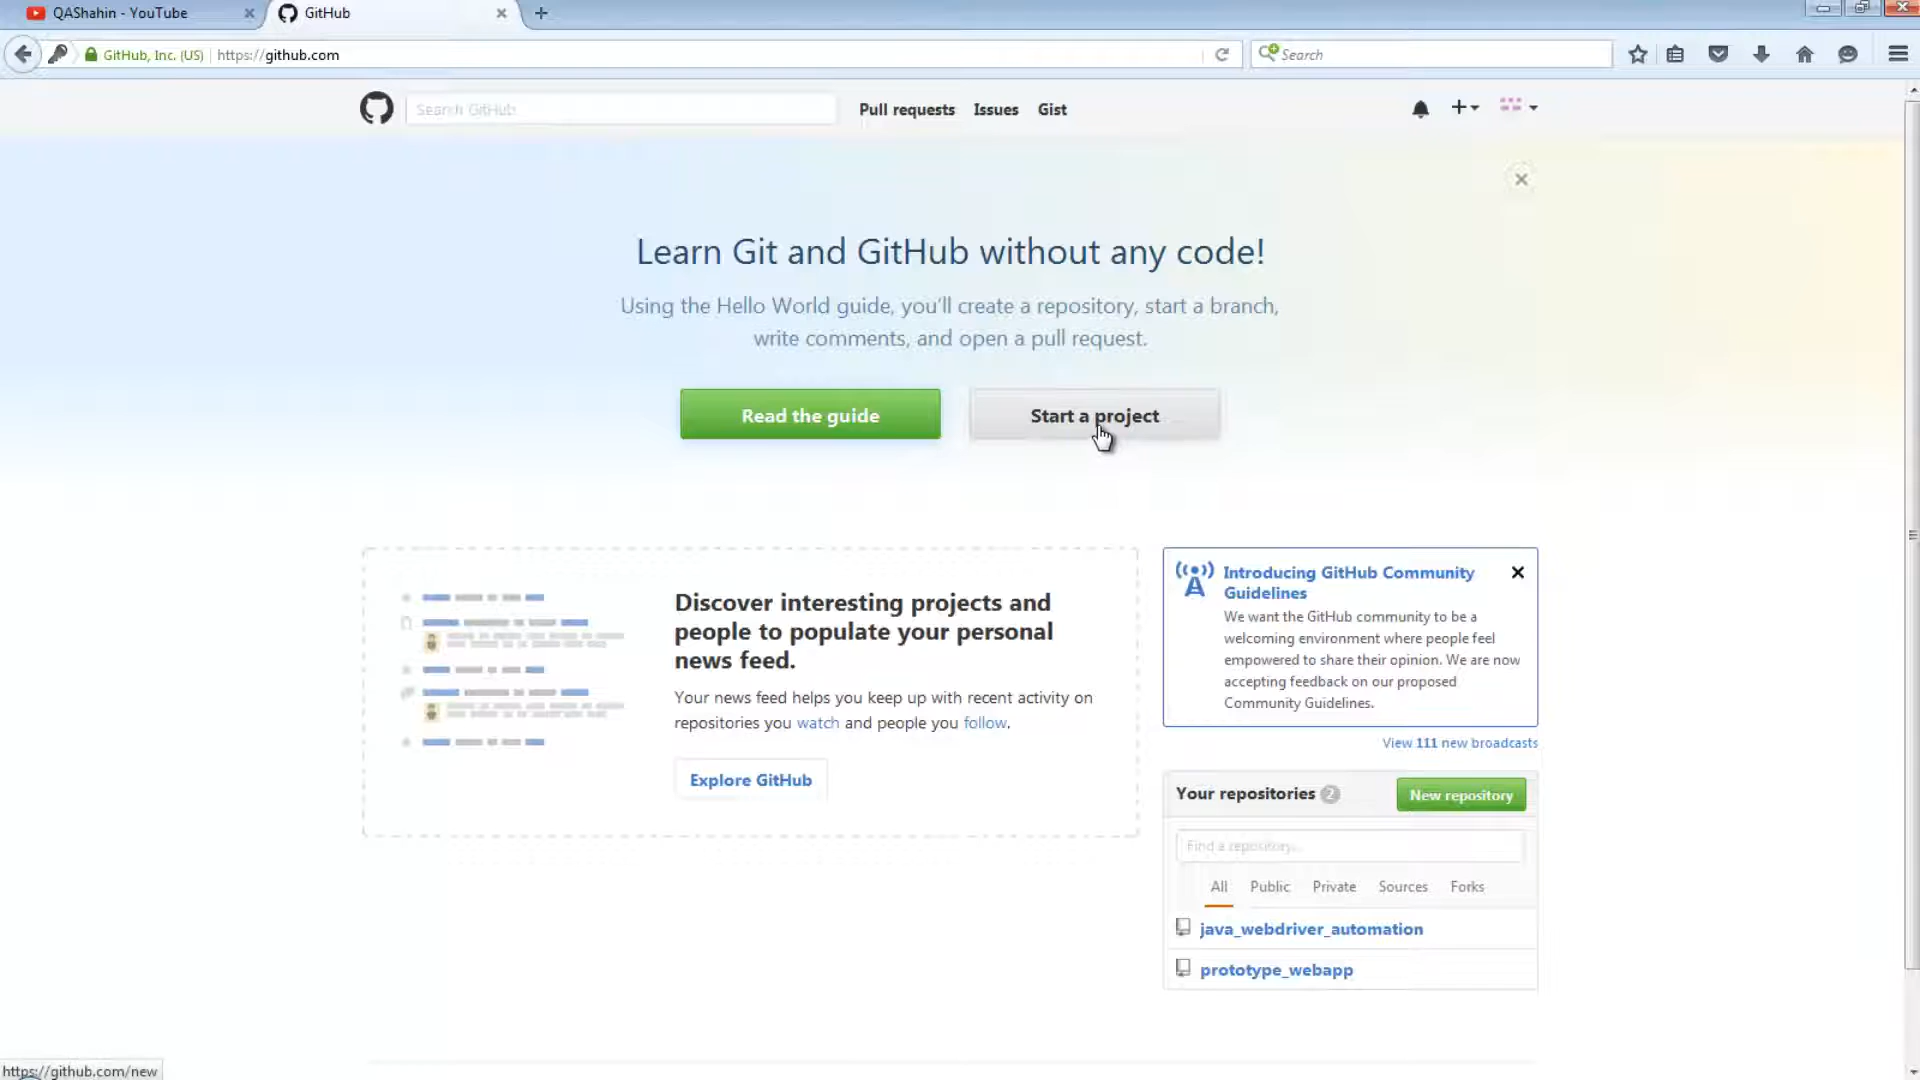 QAShahin - YouTube
GitHub
GitHub, Inc. (US)
https://github.com
Search
Search GitHub
Pull requests
Issues
Gist
Learn Git and GitHub without any code!
Using the Hello World guide, you'll create a repository, start a branch,
write comments, and open a pull request.
Read the guide
Start a project
Discover interesting projects and
people to populate your personal
news feed.
Your news feed helps you keep up with recent activity on
repositories you watch and people you follow.
Explore GitHub
Introducing GitHub Community
Guidelines
We want the GitHub community to be a
welcoming environment where people feel
empowered to share their opinion. We are now
accepting feedback on our proposed
Community Guidelines.
View 111 new broadcasts
Your repositories 2
New repository
Find a repository...
All
Public
Private
Sources
Forks
java_webdriver_automation
prototype_webapp
https://github.com/new